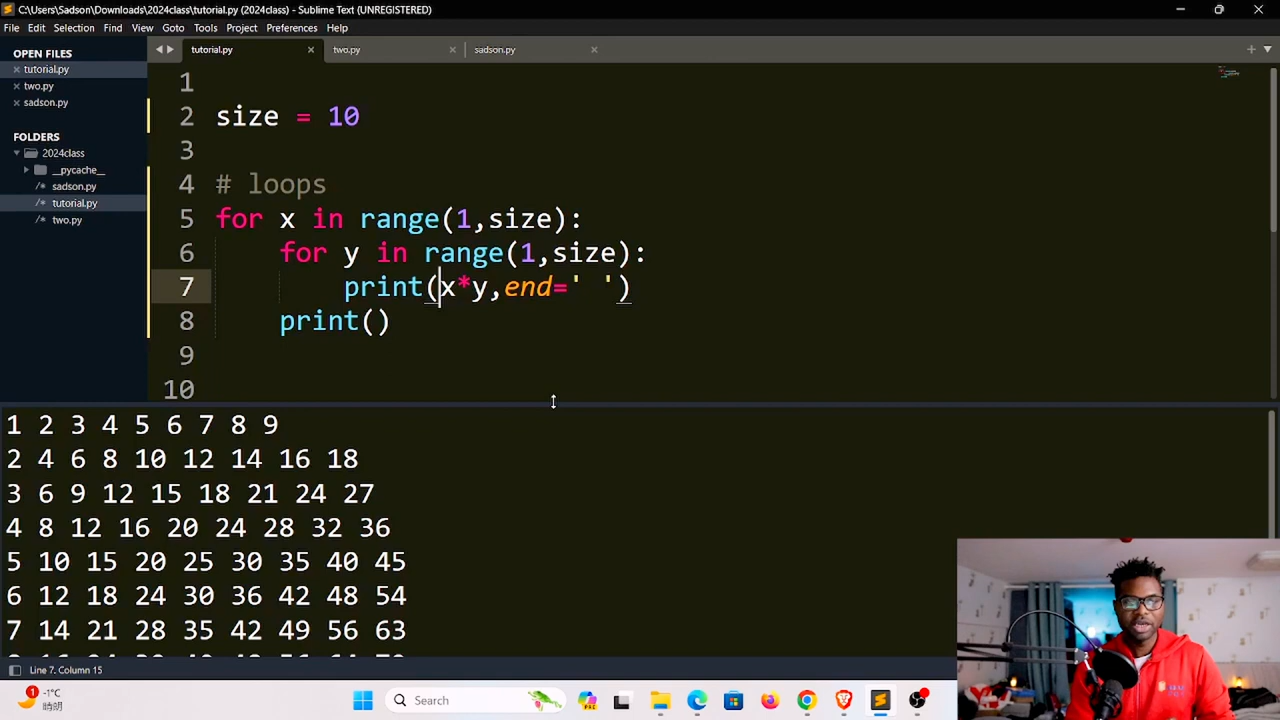 C:\Users\Sadson\Downloads\2024class\tutorial.py (2024class) - Sublime Text (UNREGISTERED)
File Edit Selection Find View Goto Tools Project Preferences Help
OPEN FILES
tutorial.py
two.py
sadson.py
FOLDERS
2024class
__pycache__
/* sadson.py
/* tutorial.py
/* two.py
tutorial.py two.py sadson.py
1
2 size = 10
3
4 # loops
5 for x in range(1,size):
6 for y in range(1,size):
7 print(x*y,end=' ')
8 print()
9
10
1 2 3 4 5 6 7 8 9
2 4 6 8 10 12 14 16 18
3 6 9 12 15 18 21 24 27
4 8 12 16 20 24 28 32 36
5 10 15 20 25 30 35 40 45
6 12 18 24 30 36 42 48 54
7 14 21 28 35 42 49 56 63
Line 7, Column 15
1
-1°C
Search
PRE